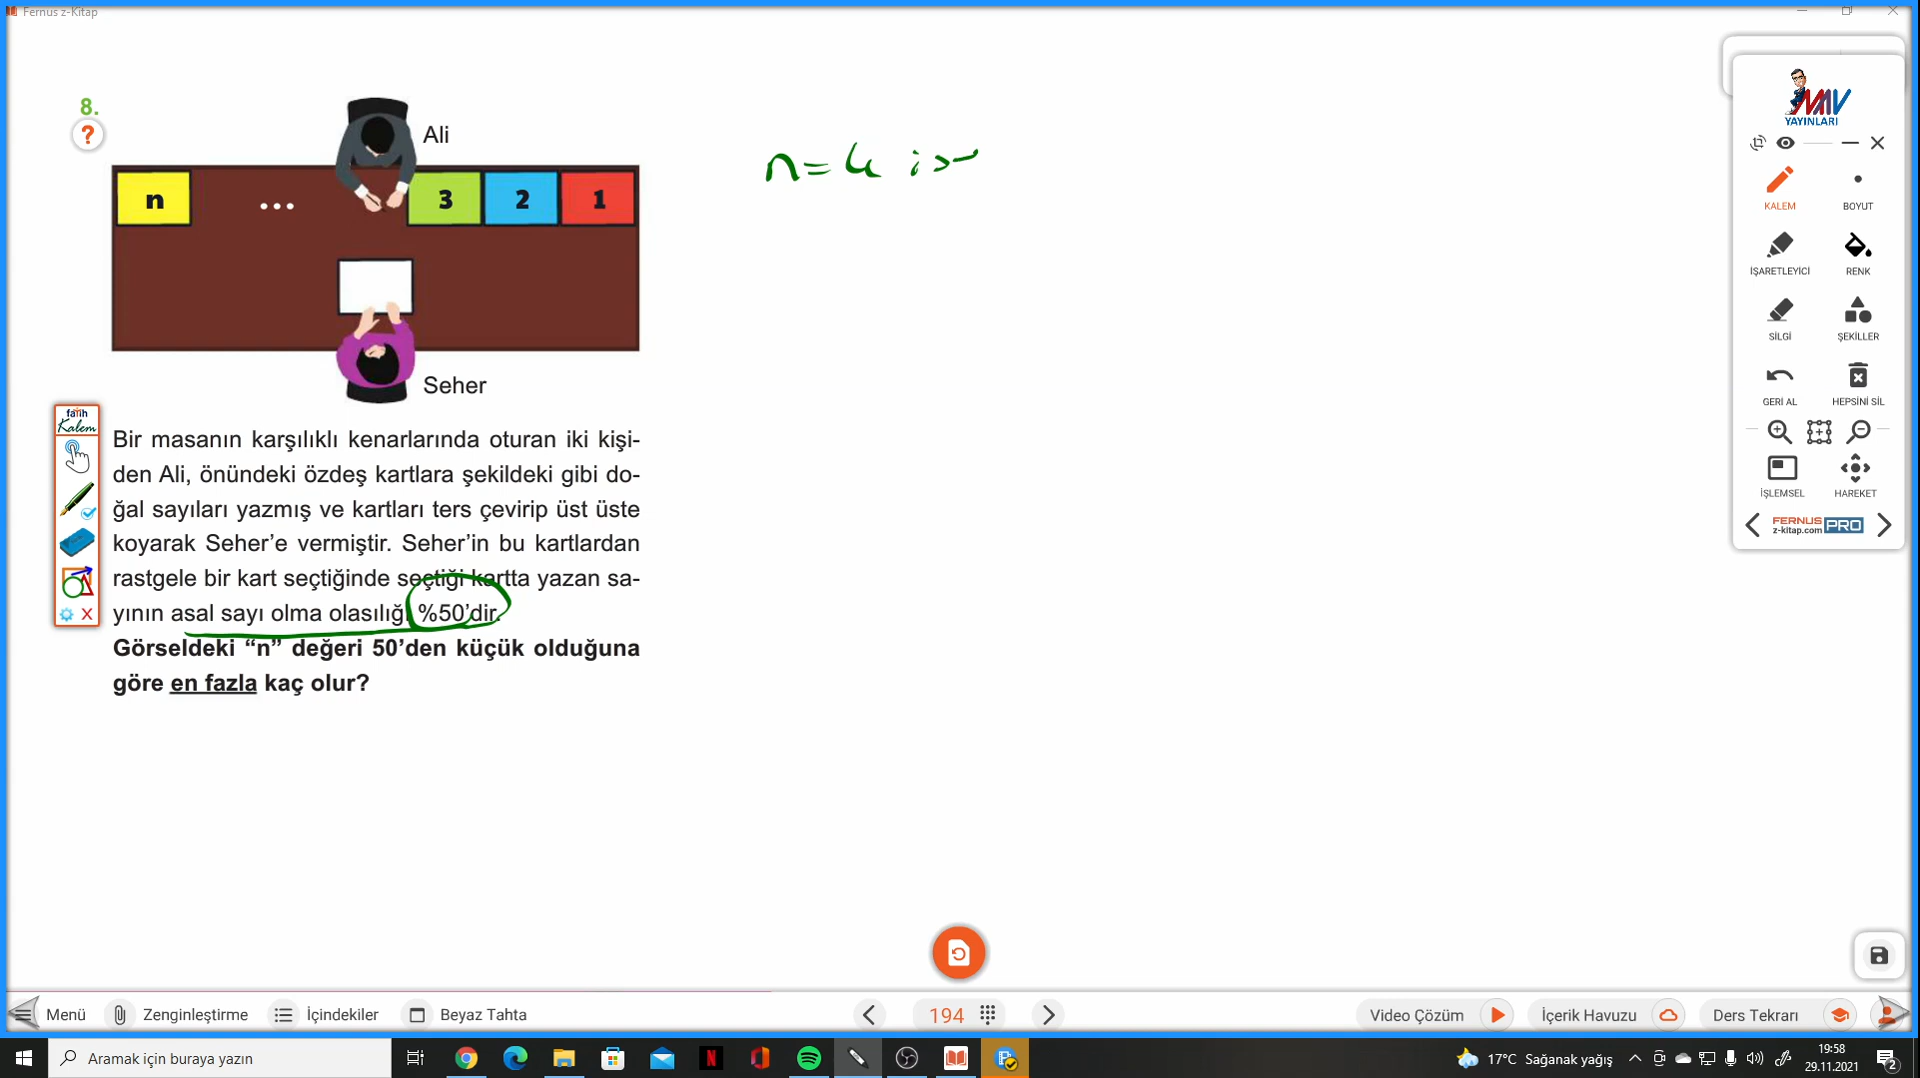 Fernus z-Kitap
8.
?
Ali
n
...
3
2
1
Seher
n=4 ise
Bir masanın karşılıklı kenarlarında oturan iki kişi-
den Ali, önündeki özdeş kartlara şekildeki gibi do-
ğal sayıları yazmış ve kartları ters çevirip üst üste
koyarak Seher’e vermiştir. Seher’in bu kartlardan
rastgele bir kart seçtiğinde seçtiği kartta yazan sa-
yının asal sayı olma olasılığı %50’dir.
Görseldeki “n” değeri 50’den küçük olduğuna
göre en fazla kaç olur?
fatih
Kalem
MAV
YAYINLARI
KALEM
BOYUT
İŞARETLEYİCİ
RENK
SİLGİ
ŞEKİLLER
GERİ AL
HEPSİNİ SİL
İŞLEMSEL
HAREKET
FERNUS
z-kitap.com PRO
Menü
Zenginleştirme
İçindekiler
Beyaz Tahta
194
Video Çözüm
İçerik Havuzu
Ders Tekrarı
Aramak için buraya yazın
17°C Sağanak yağış
19:58
29.11.2021
2